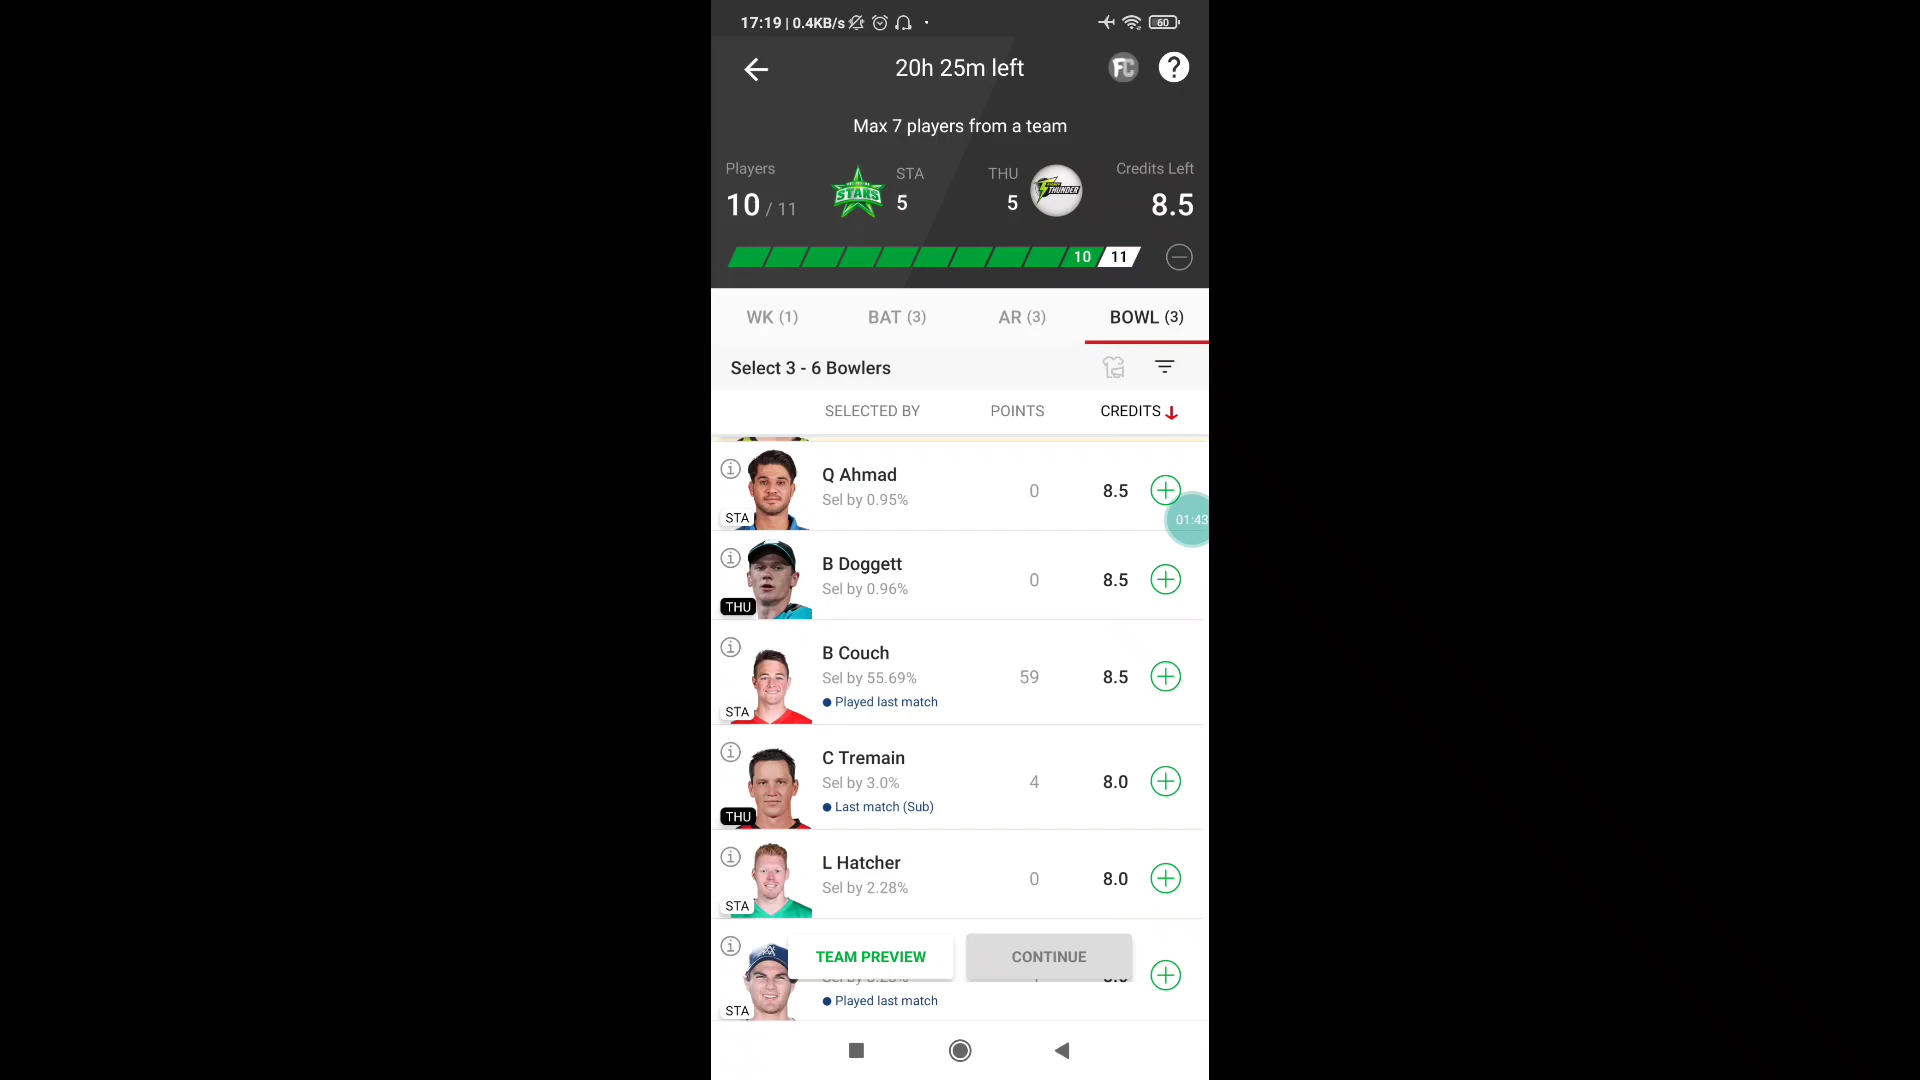 17:19 | 0.4KB/s
60
20h 25m left
FC
?
Max 7 players from a team
Players
STA
THU
Credits Left
10 / 11
STARS
5
5
THUNDER
8.5
10
11
WK (1)
BAT (3)
AR (3)
BOWL (3)
Select 3 - 6 Bowlers
SELECTED BY
POINTS
CREDITS
Q Ahmad
Sel by 0.95%
0
8.5
STA
01:43
B Doggett
Sel by 0.96%
0
8.5
THU
B Couch
Sel by 55.69%
59
8.5
Played last match
STA
C Tremain
Sel by 3.0%
4
8.0
Last match (Sub)
THU
L Hatcher
Sel by 2.28%
0
8.0
STA
TEAM PREVIEW
CONTINUE
Played last match
STA